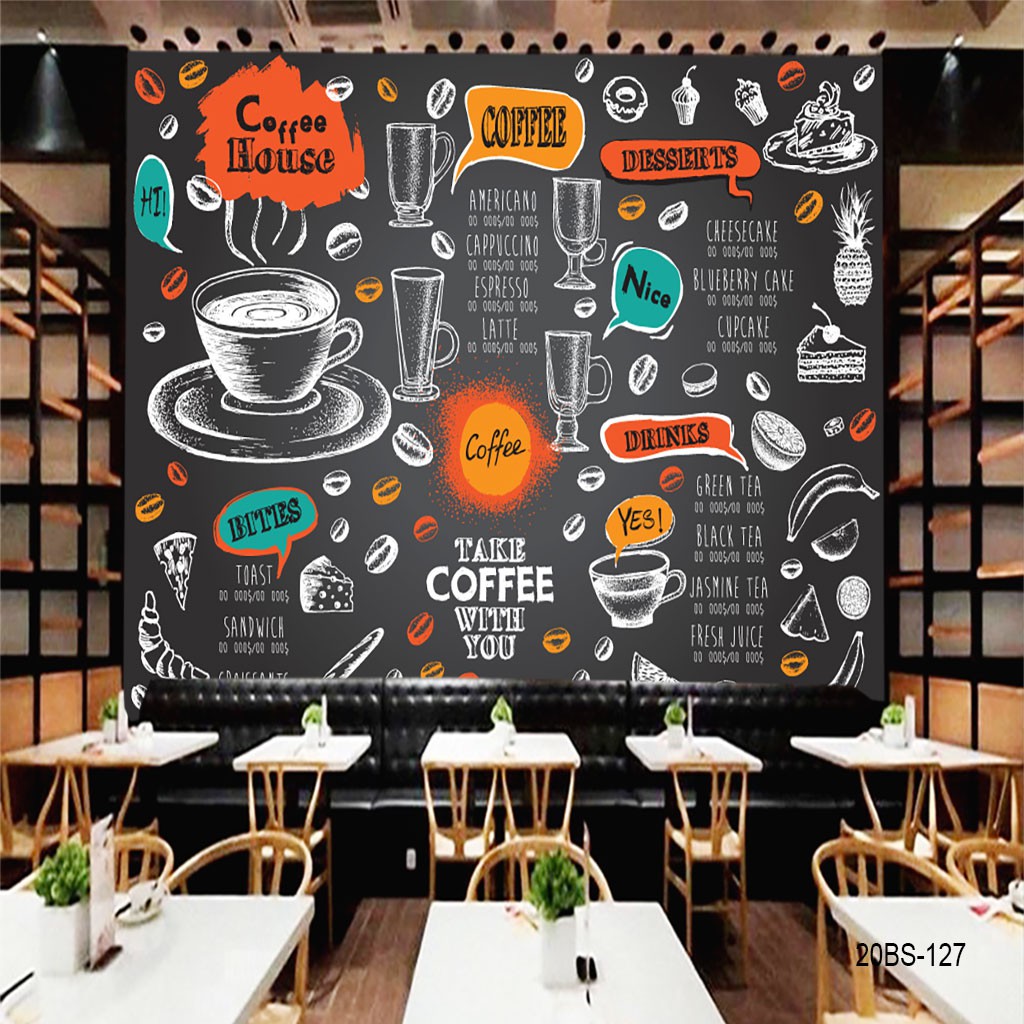 Coffee
House
HI!
COFFEE
AMERICANO
00 000$/00 000$
CAPPUCCINO
00 000$/00 000$
ESPRESSO
00 000$/00 000$
LATTE
00 000$/00 000$
DESSERTS
CHEESECAKE
00 000$/00 000$
BLUEBERRY CAKE
00 000$/00 000$
CUPCAKE
00 000$/00 000$
Nice
Coffee
DRINKS
GREEN TEA
00 000$/00 000$
BLACK TEA
00 000$/00 000$
JASMINE TEA
00 000$/00 000$
FRESH JUICE
00 000$/00 000$
YES!
BITES
TOAST
00 000$/00 000$
SANDWICH
00 000$/00 000$
TAKE
COFFEE
WITH
YOU
20BS-127